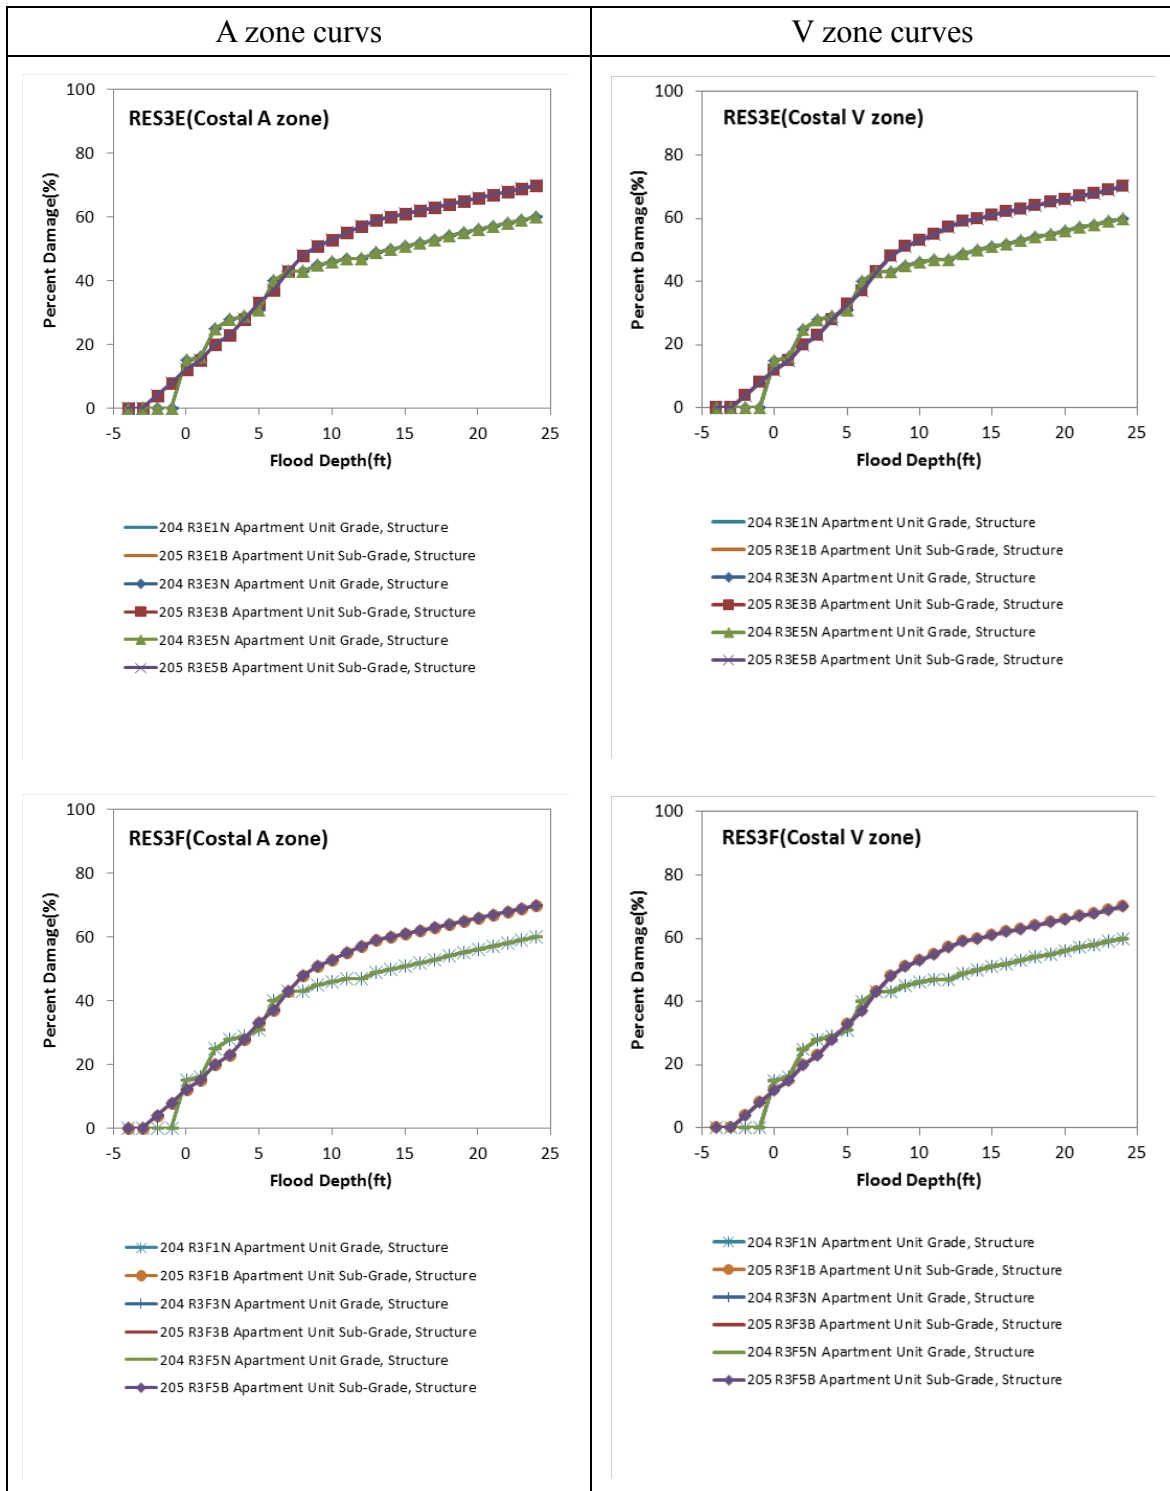 A zone curvs
V zone curves
RES3E(Costal A zone)
Percent Damage(%)
100
80
60
40
20
0
-5 0 5 10 15 20 25
Flood Depth(ft)
204 R3E1N Apartment Unit Grade, Structure
205 R3E1B Apartment Unit Sub-Grade, Structure
204 R3E3N Apartment Unit Grade, Structure
205 R3E3B Apartment Unit Sub-Grade, Structure
204 R3E5N Apartment Unit Grade, Structure
205 R3E5B Apartment Unit Sub-Grade, Structure
RES3E(Costal V zone)
Percent Damage(%)
100
80
60
40
20
0
-5 0 5 10 15 20 25
Flood Depth(ft)
204 R3E1N Apartment Unit Grade, Structure
205 R3E1B Apartment Unit Sub-Grade, Structure
204 R3E3N Apartment Unit Grade, Structure
205 R3E3B Apartment Unit Sub-Grade, Structure
204 R3E5N Apartment Unit Grade, Structure
205 R3E5B Apartment Unit Sub-Grade, Structure
RES3F(Costal A zone)
Percent Damage(%)
100
80
60
40
20
0
-5 0 5 10 15 20 25
Flood Depth(ft)
204 R3F1N Apartment Unit Grade, Structure
205 R3F1B Apartment Unit Sub-Grade, Structure
204 R3F3N Apartment Unit Grade, Structure
205 R3F3B Apartment Unit Sub-Grade, Structure
204 R3F5N Apartment Unit Grade, Structure
205 R3F5B Apartment Unit Sub-Grade, Structure
RES3F(Costal V zone)
Percent Damage(%)
100
80
60
40
20
0
-5 0 5 10 15 20 25
Flood Depth(ft)
204 R3F1N Apartment Unit Grade, Structure
205 R3F1B Apartment Unit Sub-Grade, Structure
204 R3F3N Apartment Unit Grade, Structure
205 R3F3B Apartment Unit Sub-Grade, Structure
204 R3F5N Apartment Unit Grade, Structure
205 R3F5B Apartment Unit Sub-Grade, Structure